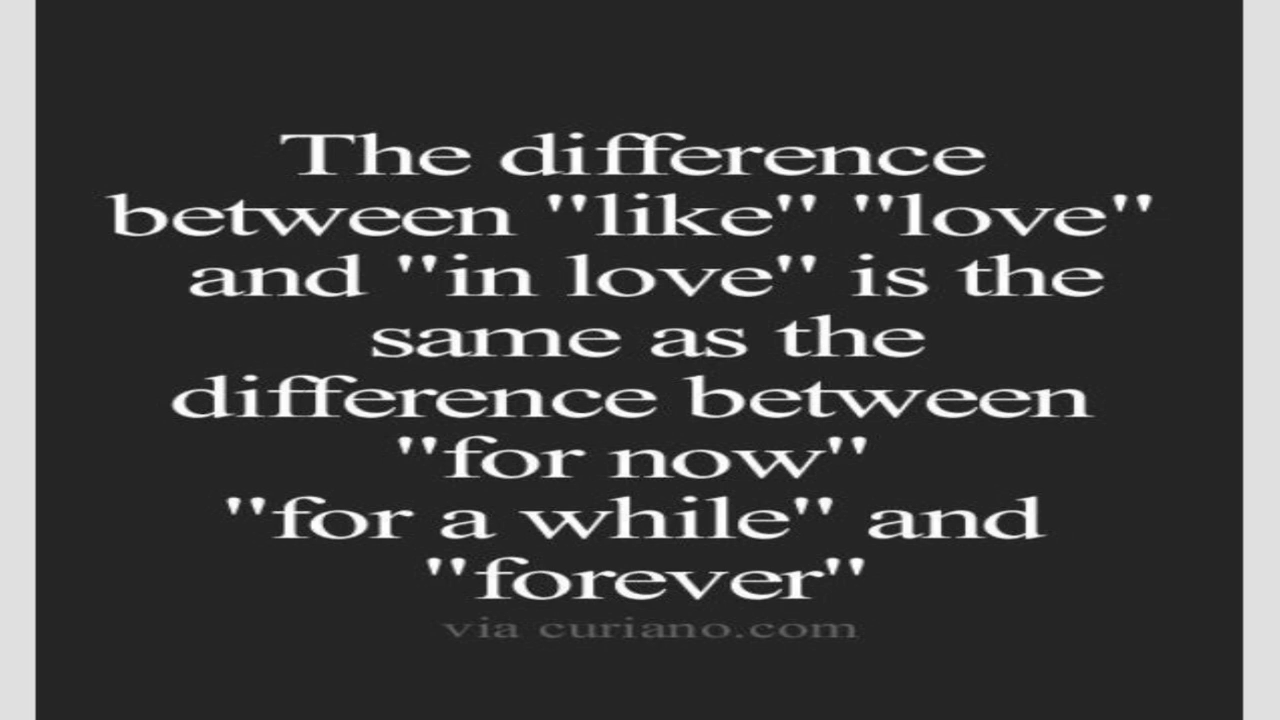 The difference
between "like" "love"
and "in love" is the
same as the
difference between
"for now"
"for a while" and
"forever"
via curiano.com